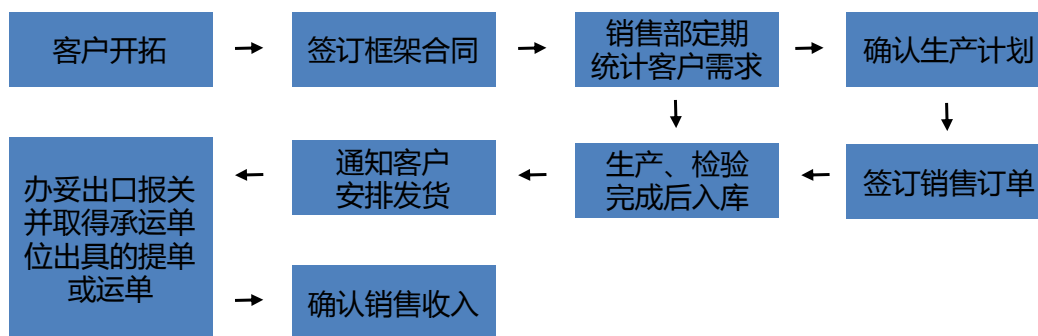 客户开拓
签订框架合同
销售部定期
统计客户需求
确认生产计划
办妥出口报关
并取得承运单
位出具的提单
或运单
通知客户
安排发货
生产、检验
完成后入库
签订销售订单
确认销售收入